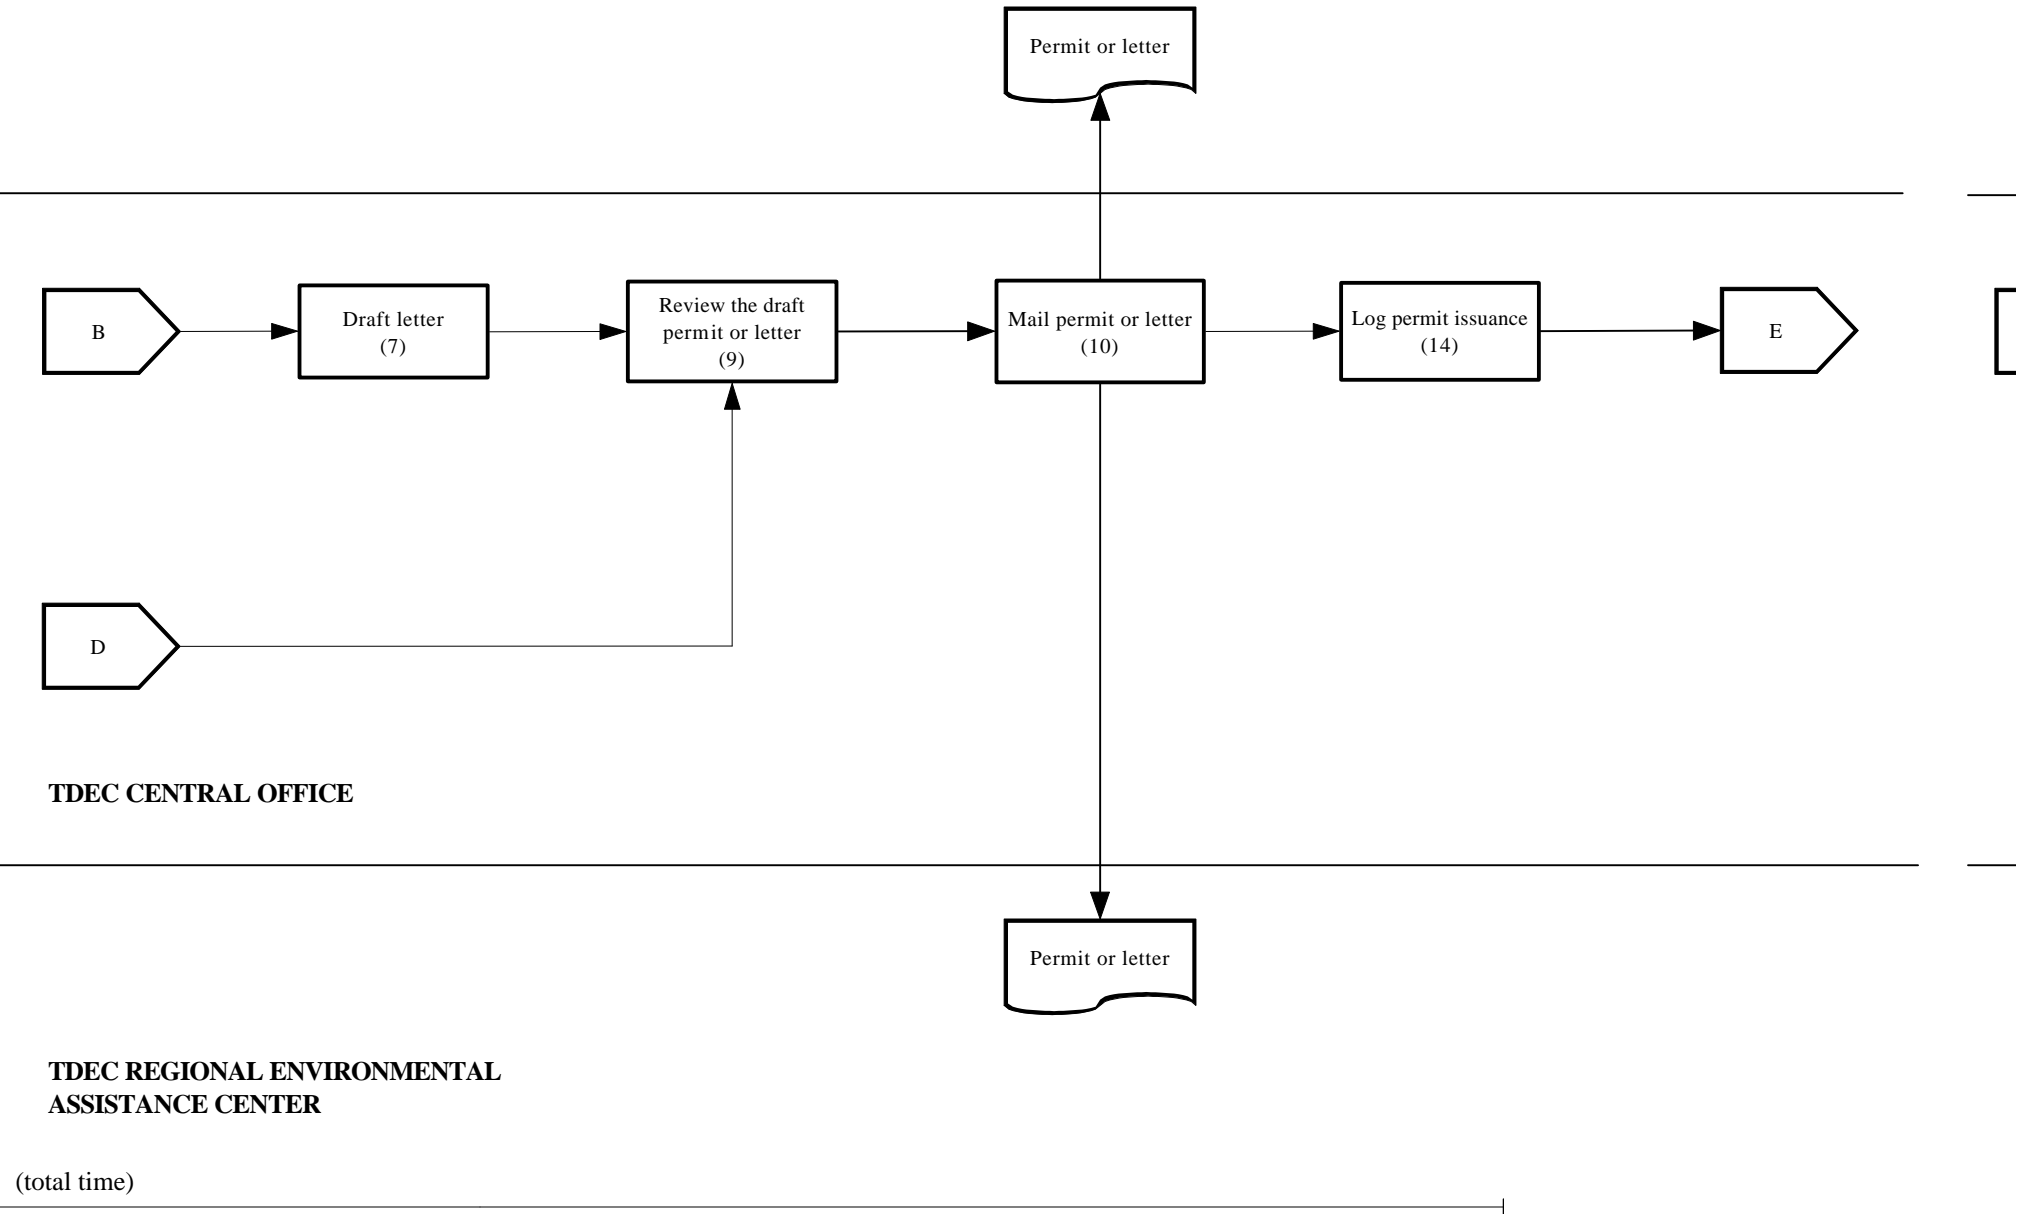 Permit or letter
B
Draft letter
(7)
Review the draft
permit or letter
(9)
Mail permit or letter
(10)
Log permit issuance
(14)
E
D
TDEC CENTRAL OFFICE
Permit or letter
TDEC REGIONAL ENVIRONMENTAL
ASSISTANCE CENTER
(total time)